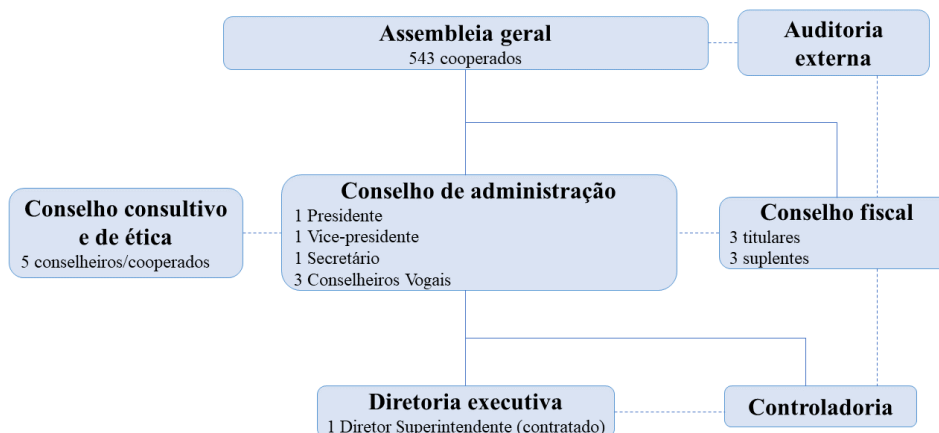 Assembleia geral
543 cooperados
Auditoria
externa
Conselho consultivo
e de ética
5 conselheiros/cooperados
Conselho de administração
1 Presidente
1 Vice-presidente
1 Secretário
3 Conselheiros Vogais
Conselho fiscal
3 titulares
3 suplentes
Diretoria executiva
1 Diretor Superintendente (contratado)
Controladoria